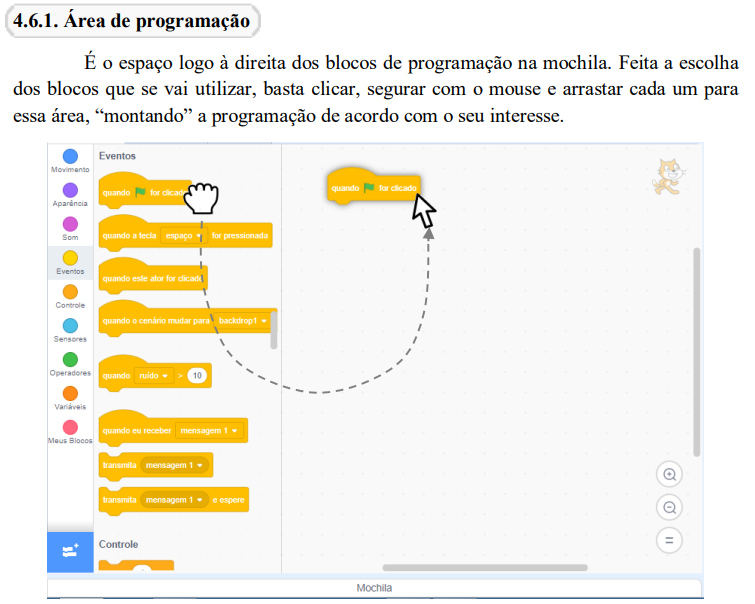 4.6.1. Área de programação
É o espaço logo à direita dos blocos de programação na mochila. Feita a escolha
dos blocos que se vai utilizar, basta clicar, segurar com o mouse e arrastar cada um para
essa área, “montando” a programação de acordo com o seu interesse.
Movimento
Aparência
Som
Eventos
Controle
Sensores
Operadores
Variáveis
Meus Blocos
Eventos
quando for clicado
quando a tecla espaço for pressionada
quando este ator for clicado
quando o cenário mudar para backdrop1
quando ruído > 10
quando eu receber mensagem 1
transmita mensagem 1
transmita mensagem 1 e espere
Controle
quando for clicado
Mochila